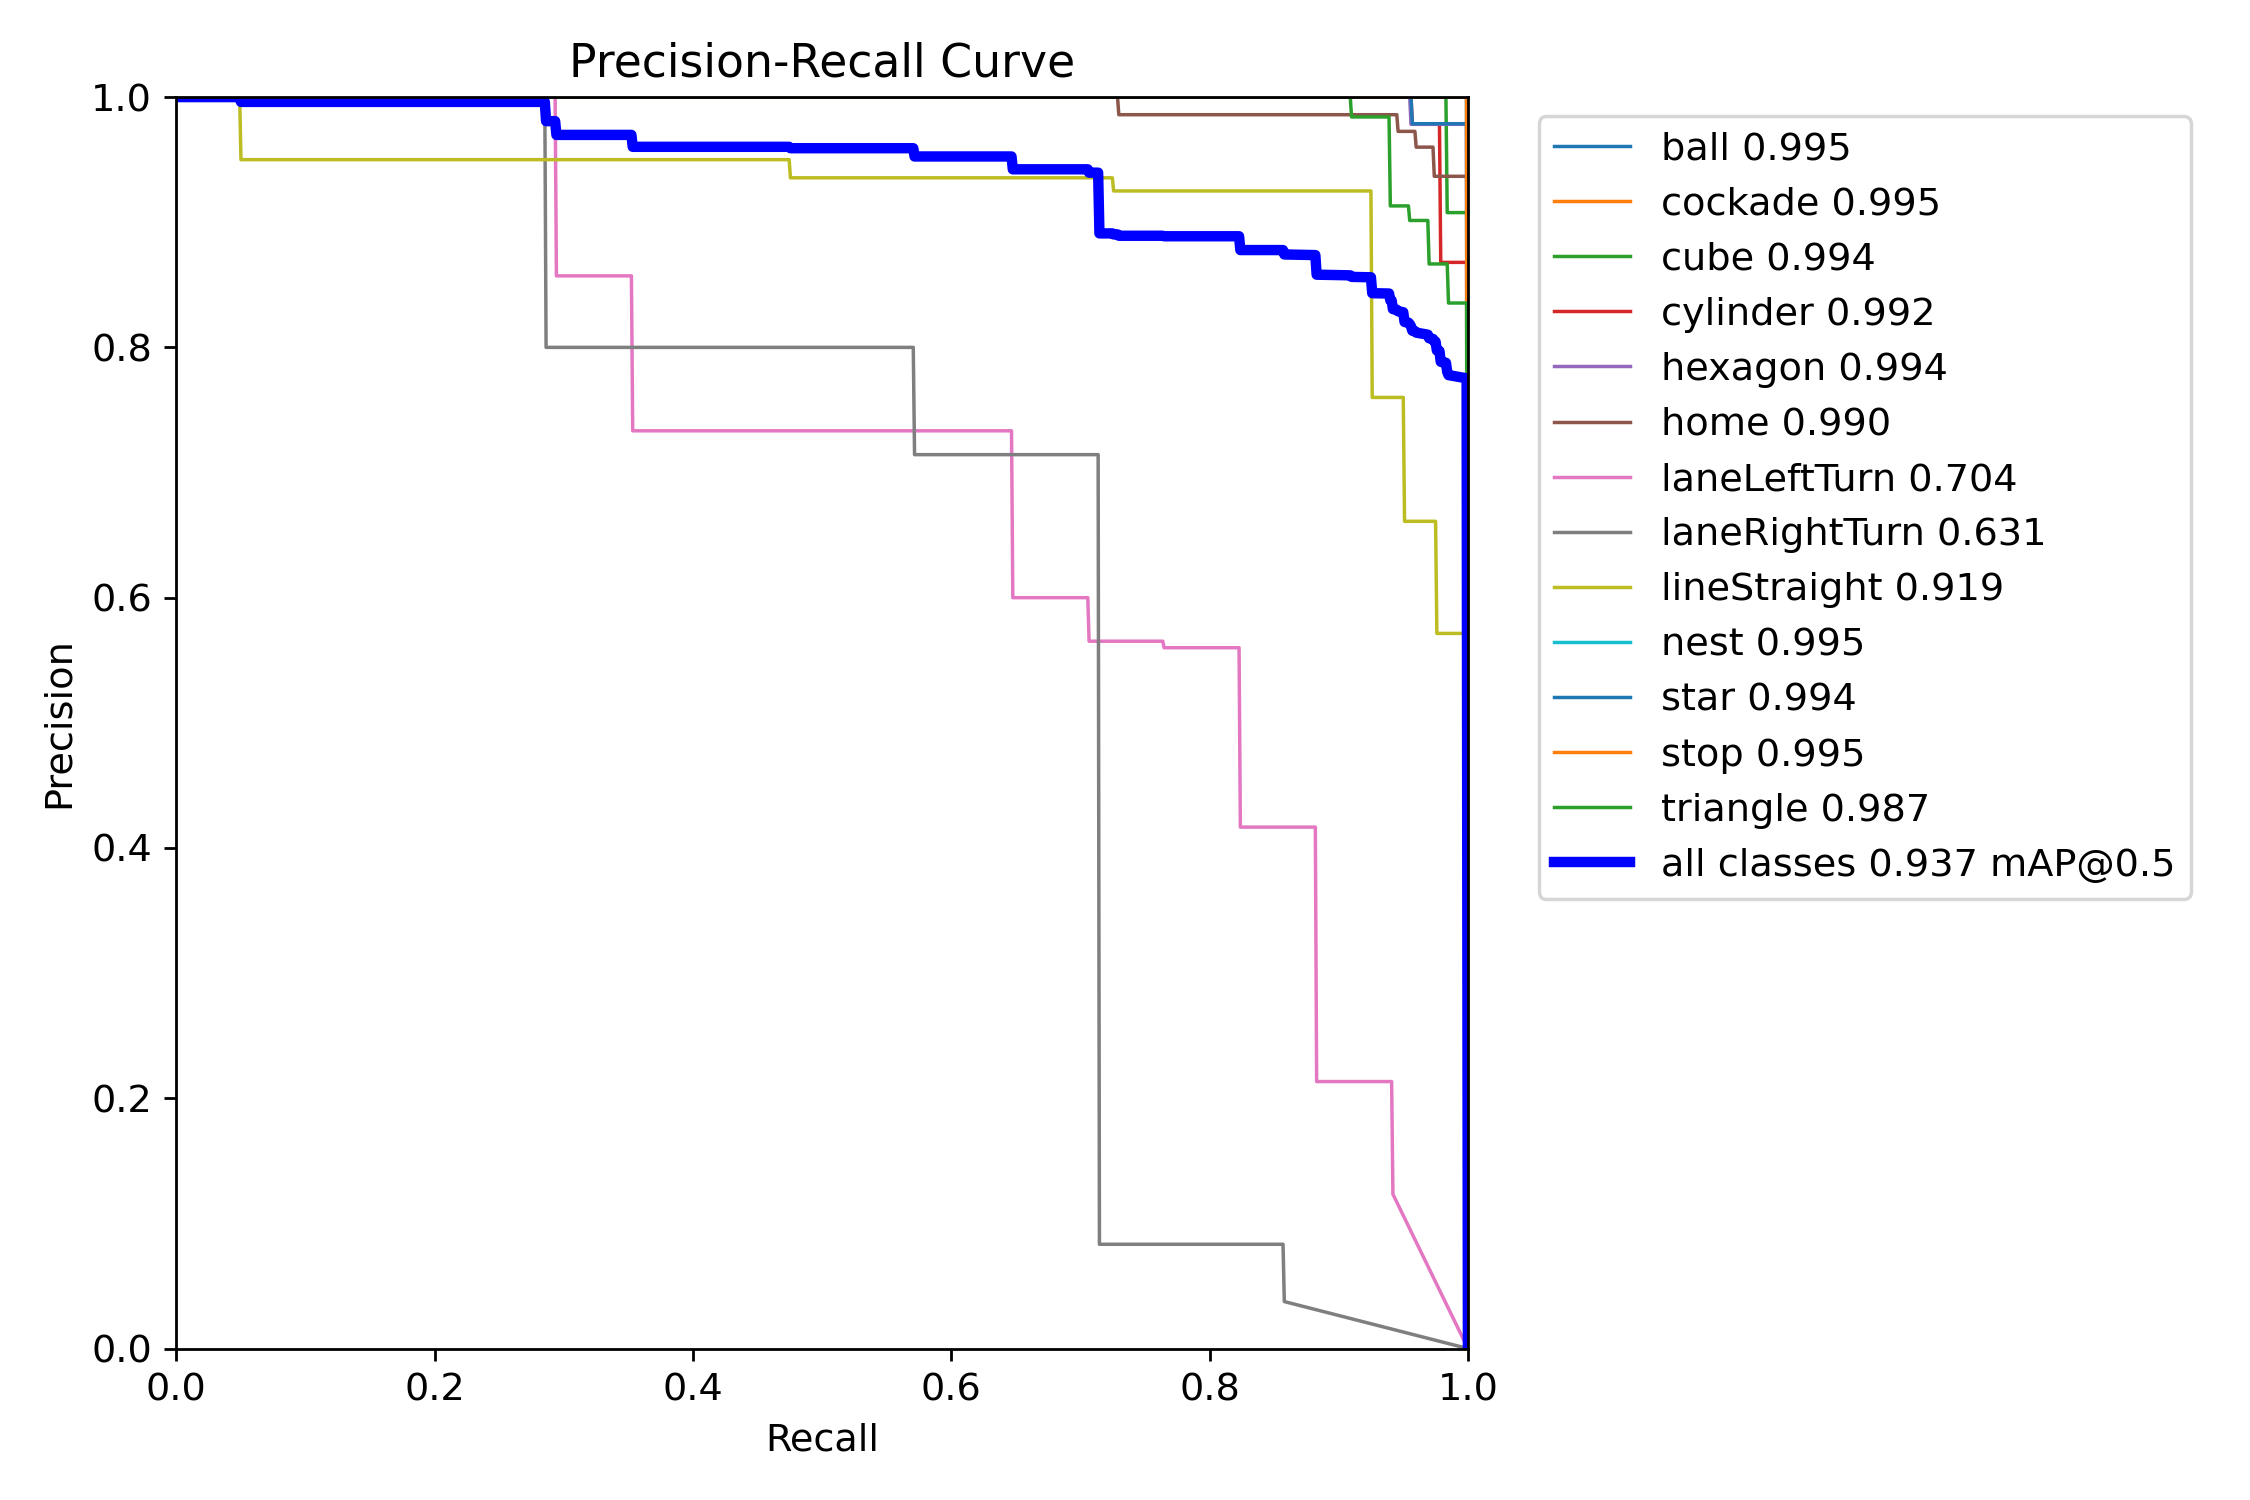 Precision-Recall Curve
1.0
0.8
0.6
0.4
0.2
0.0
Precision
0.0 0.2 0.4 0.6 0.8 1.0
Recall
ball 0.995
cockade 0.995
cube 0.994
cylinder 0.992
hexagon 0.994
home 0.990
laneLeftTurn 0.704
laneRightTurn 0.631
lineStraight 0.919
nest 0.995
star 0.994
stop 0.995
triangle 0.987
all classes 0.937 mAP@0.5